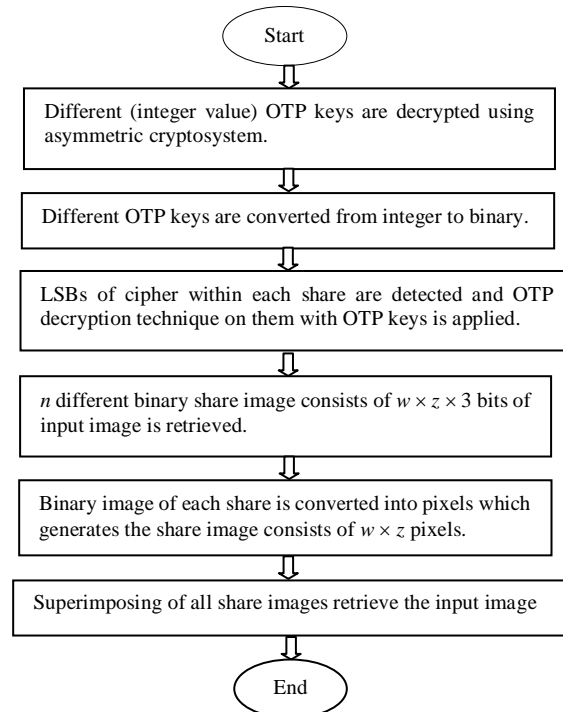 Start
Different (integer value) OTP keys are decrypted using
asymmetric cryptosystem.
Different OTP keys are converted from integer to binary.
LSBs of cipher within each share are detected and OTP
decryption technique on them with OTP keys is applied.
n different binary share image consists of w × z × 3 bits of
input image is retrieved.
Binary image of each share is converted into pixels which
generates the share image consists of w × z pixels.
Superimposing of all share images retrieve the input image
End